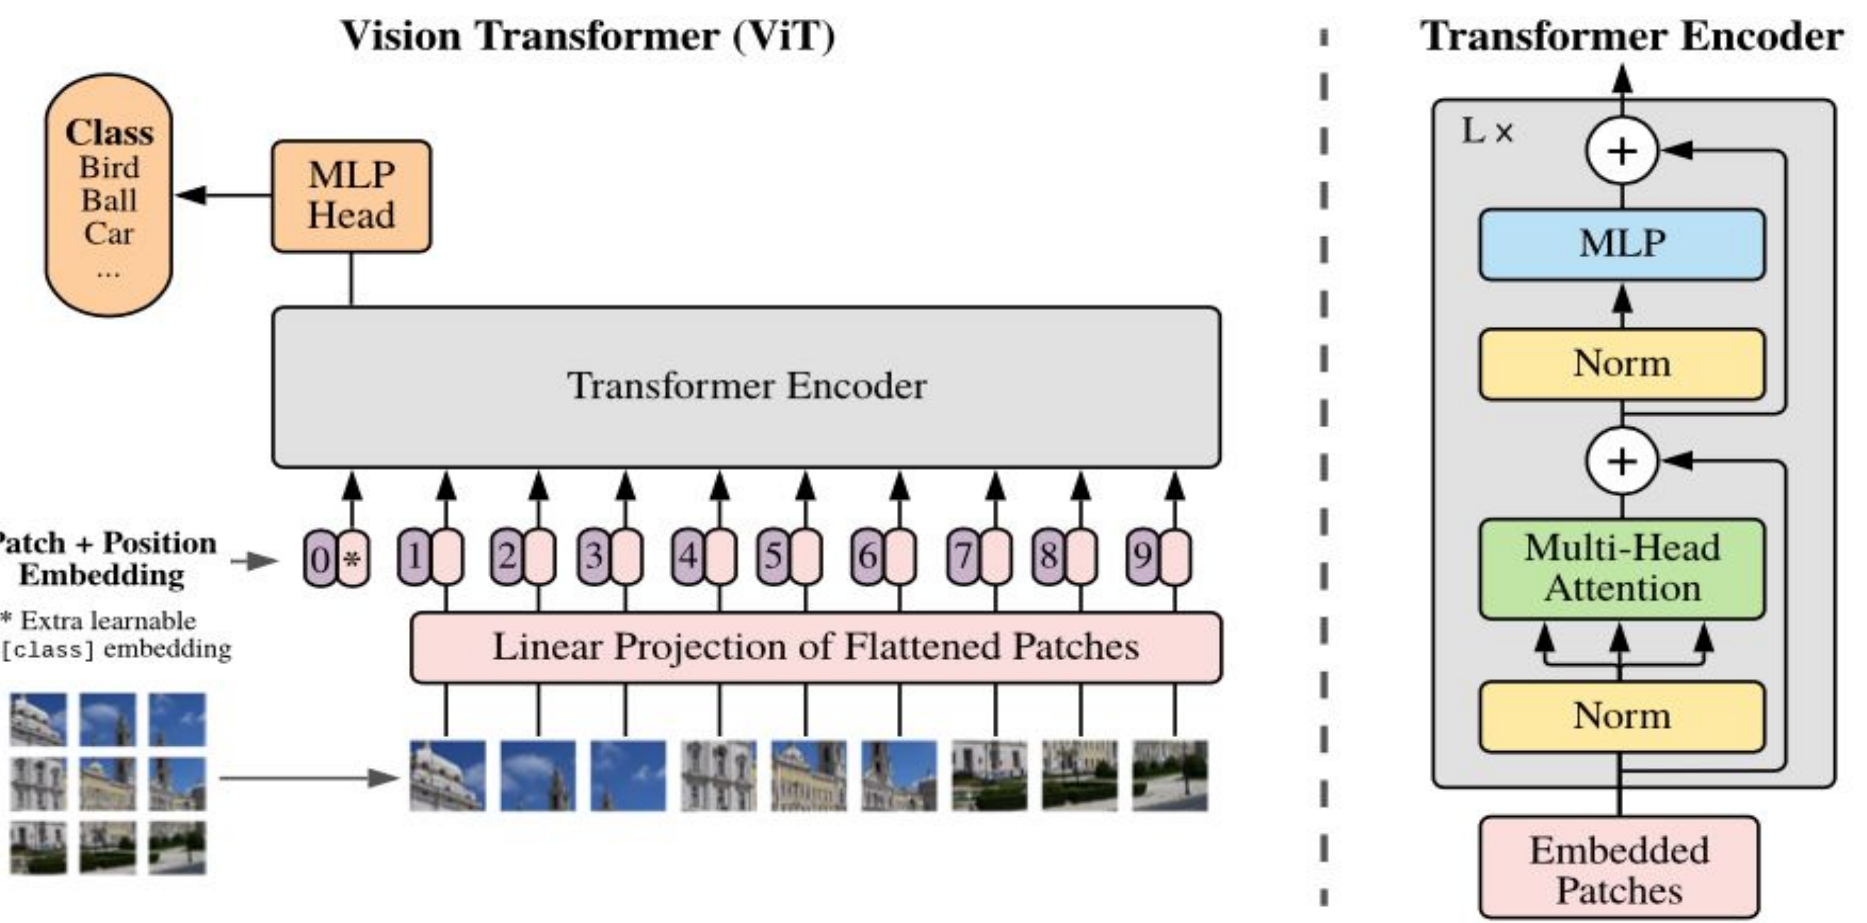 Vision Transformer (ViT)
Class
Bird
Ball
Car
...
MLP
Head
Transformer Encoder
Patch + Position
Embedding
* Extra learnable
[class] embedding
0 * 1 2 3 4 5 6 7 8 9
Linear Projection of Flattened Patches
Transformer Encoder
L ×
+
MLP
Norm
+
Multi-Head
Attention
Norm
Embedded
Patches